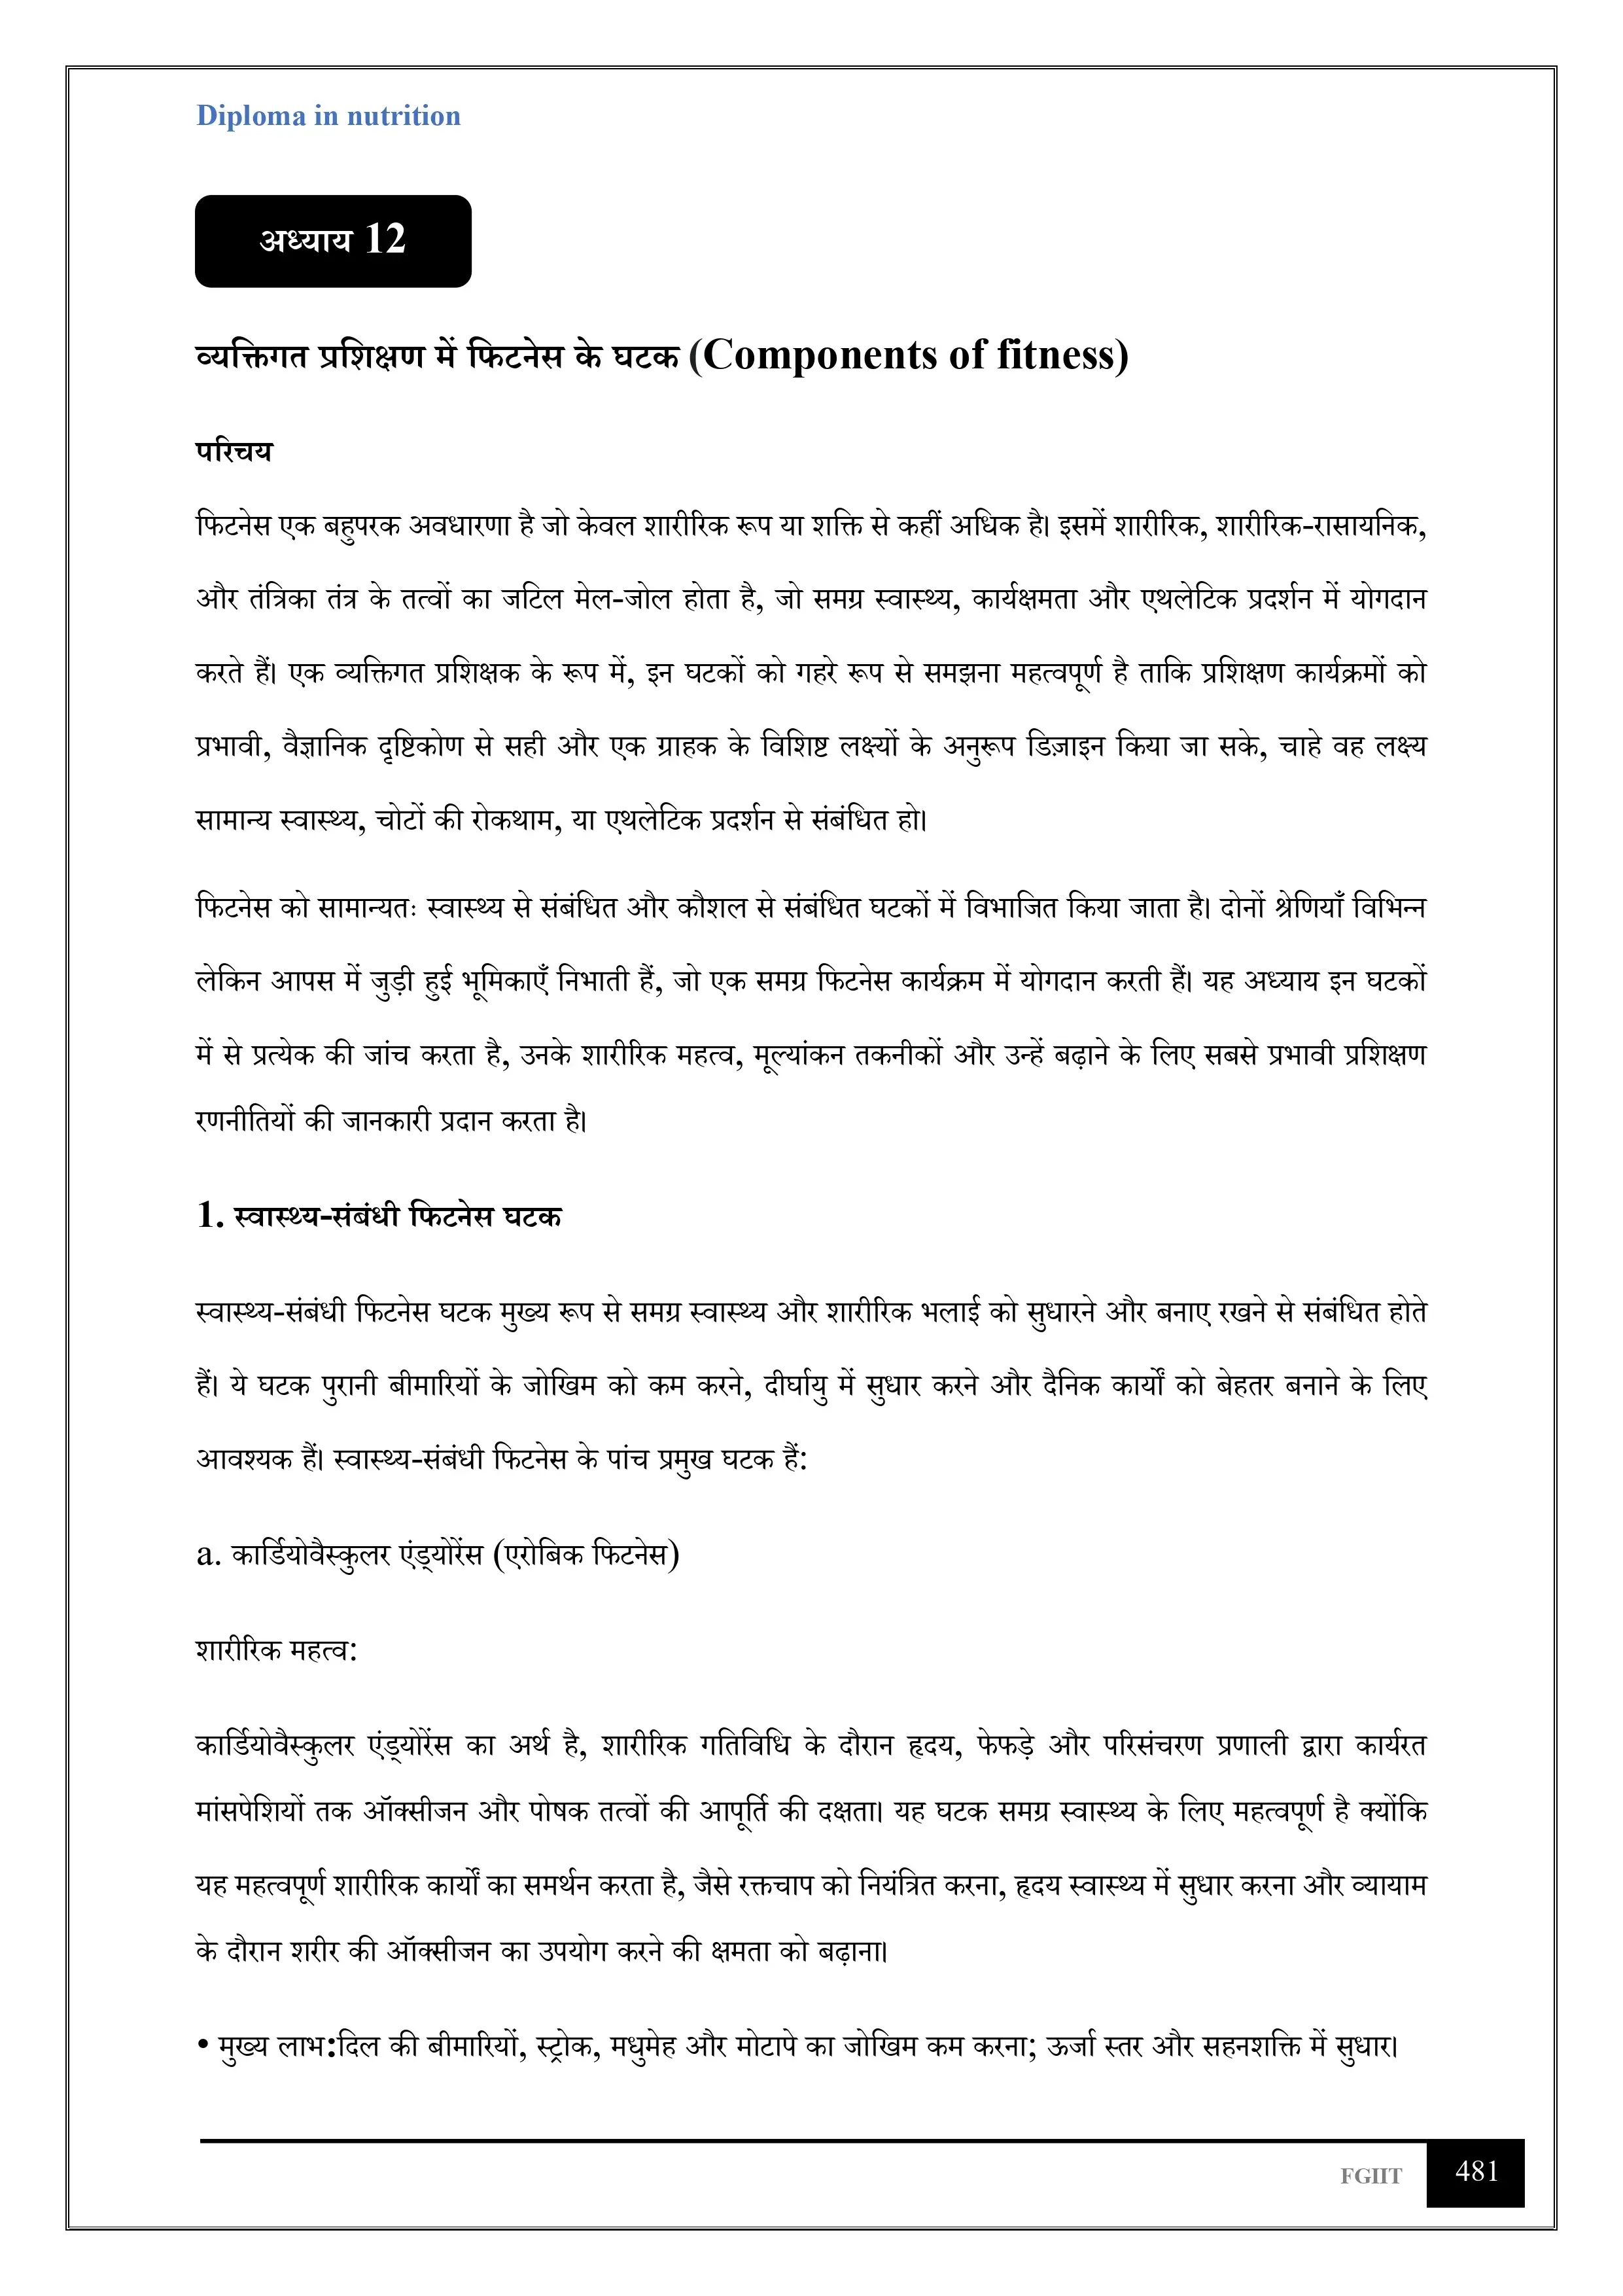 Diploma in nutrition
अध्याय 12
व्यक्तिगत प्रशिक्षण में फिटनेस के घटक (Components of fitness)
परिचय
फिटनेस एक बहुपरक अवधारणा है जो केवल शारीरिक रूप या शक्ति से कहीं अधिक है। इसमें शारीरिक, शारीरिक-रासायनिक,
और तंत्रिका तंत्र के तत्वों का जटिल मेल-जोल होता है, जो समग्र स्वास्थ्य, कार्यक्षमता और एथलेटिक प्रदर्शन में योगदान
करते हैं। एक व्यक्तिगत प्रशिक्षक के रूप में, इन घटकों को गहरे रूप से समझना महत्वपूर्ण है ताकि प्रशिक्षण कार्यक्रमों को
प्रभावी, वैज्ञानिक दृष्टिकोण से सही और एक ग्राहक के विशिष्ट लक्ष्यों के अनुरूप डिज़ाइन किया जा सके, चाहे वह लक्ष्य
सामान्य स्वास्थ्य, चोटों की रोकथाम, या एथलेटिक प्रदर्शन से संबंधित हो।
फिटनेस को सामान्यतः स्वास्थ्य से संबंधित और कौशल से संबंधित घटकों में विभाजित किया जाता है। दोनों श्रेणियाँ विभिन्न
लेकिन आपस में जुड़ी हुई भूमिकाएँ निभाती हैं, जो एक समग्र फिटनेस कार्यक्रम में योगदान करती हैं। यह अध्याय इन घटकों
में से प्रत्येक की जांच करता है, उनके शारीरिक महत्व, मूल्यांकन तकनीकों और उन्हें बढ़ाने के लिए सबसे प्रभावी प्रशिक्षण
रणनीतियों की जानकारी प्रदान करता है।
1. स्वास्थ्य-संबंधी फिटनेस घटक
स्वास्थ्य-संबंधी फिटनेस घटक मुख्य रूप से समग्र स्वास्थ्य और शारीरिक भलाई को सुधारने और बनाए रखने से संबंधित होते
हैं। ये घटक पुरानी बीमारियों के जोखिम को कम करने, दीर्घायु में सुधार करने और दैनिक कार्यों को बेहतर बनाने के लिए
आवश्यक हैं। स्वास्थ्य-संबंधी फिटनेस के पांच प्रमुख घटक हैं:
a. कार्डियोवैस्कुलर एंड्योरेंस (एरोबिक फिटनेस)
शारीरिक महत्व:
कार्डियोवैस्कुलर एंड्योरेंस का अर्थ है, शारीरिक गतिविधि के दौरान हृदय, फेफड़े और परिसंचरण प्रणाली द्वारा कार्यरत
मांसपेशियों तक ऑक्सीजन और पोषक तत्वों की आपूर्ति की दक्षता। यह घटक समग्र स्वास्थ्य के लिए महत्वपूर्ण है क्योंकि
यह महत्वपूर्ण शारीरिक कार्यों का समर्थन करता है, जैसे रक्तचाप को नियंत्रित करना, हृदय स्वास्थ्य में सुधार करना और व्यायाम
के दौरान शरीर की ऑक्सीजन का उपयोग करने की क्षमता को बढ़ाना।
• मुख्य लाभ:दिल की बीमारियों, स्ट्रोक, मधुमेह और मोटापे का जोखिम कम करना; ऊर्जा स्तर और सहनशक्ति में सुधार।
FGIIT 481